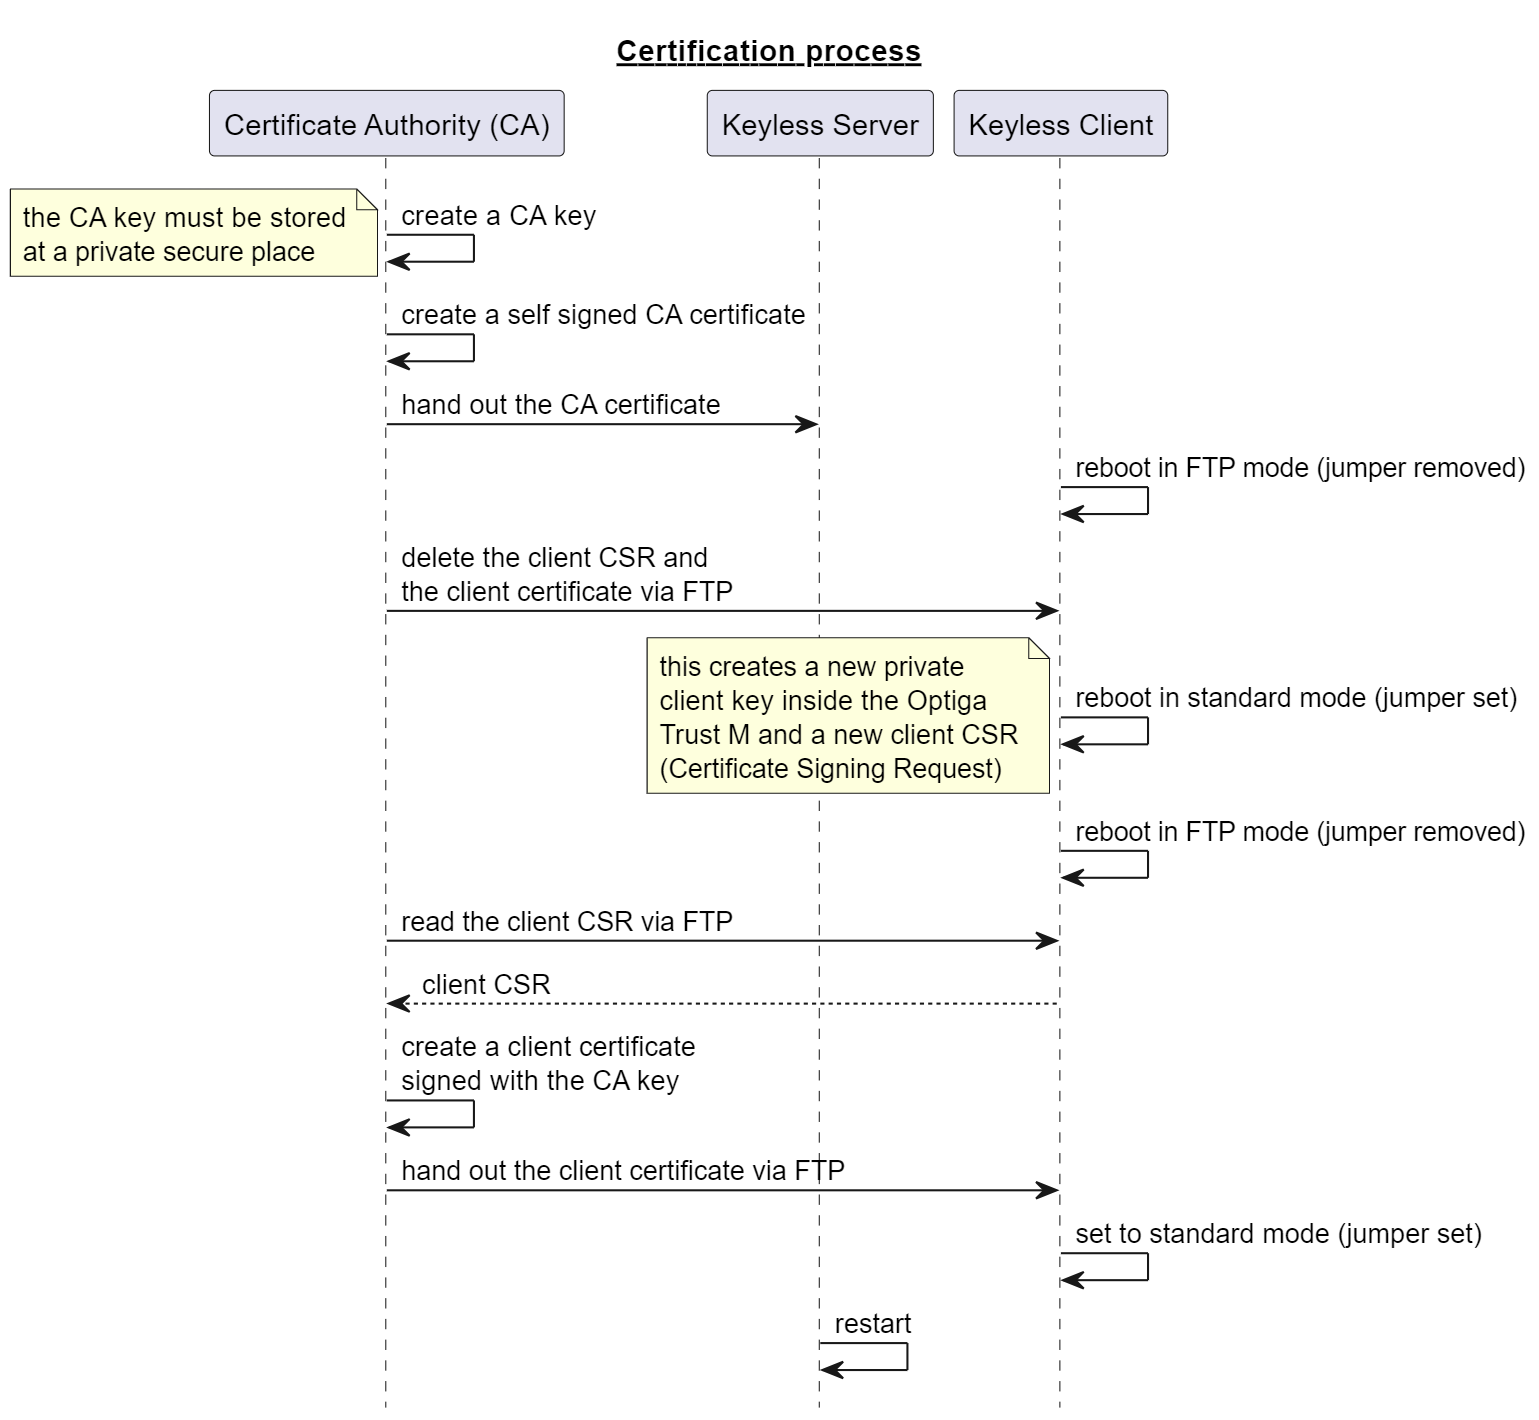 Certification process
Certificate Authority (CA)
Keyless Server
Keyless Client
the CA key must be stored
at a private secure place
create a CA key
create a self signed CA certificate
hand out the CA certificate
reboot in FTP mode (jumper removed)
delete the client CSR and
the client certificate via FTP
this creates a new private
client key inside the Optiga
Trust M and a new client CSR
(Certificate Signing Request)
reboot in standard mode (jumper set)
reboot in FTP mode (jumper removed)
read the client CSR via FTP
client CSR
create a client certificate
signed with the CA key
hand out the client certificate via FTP
set to standard mode (jumper set)
restart